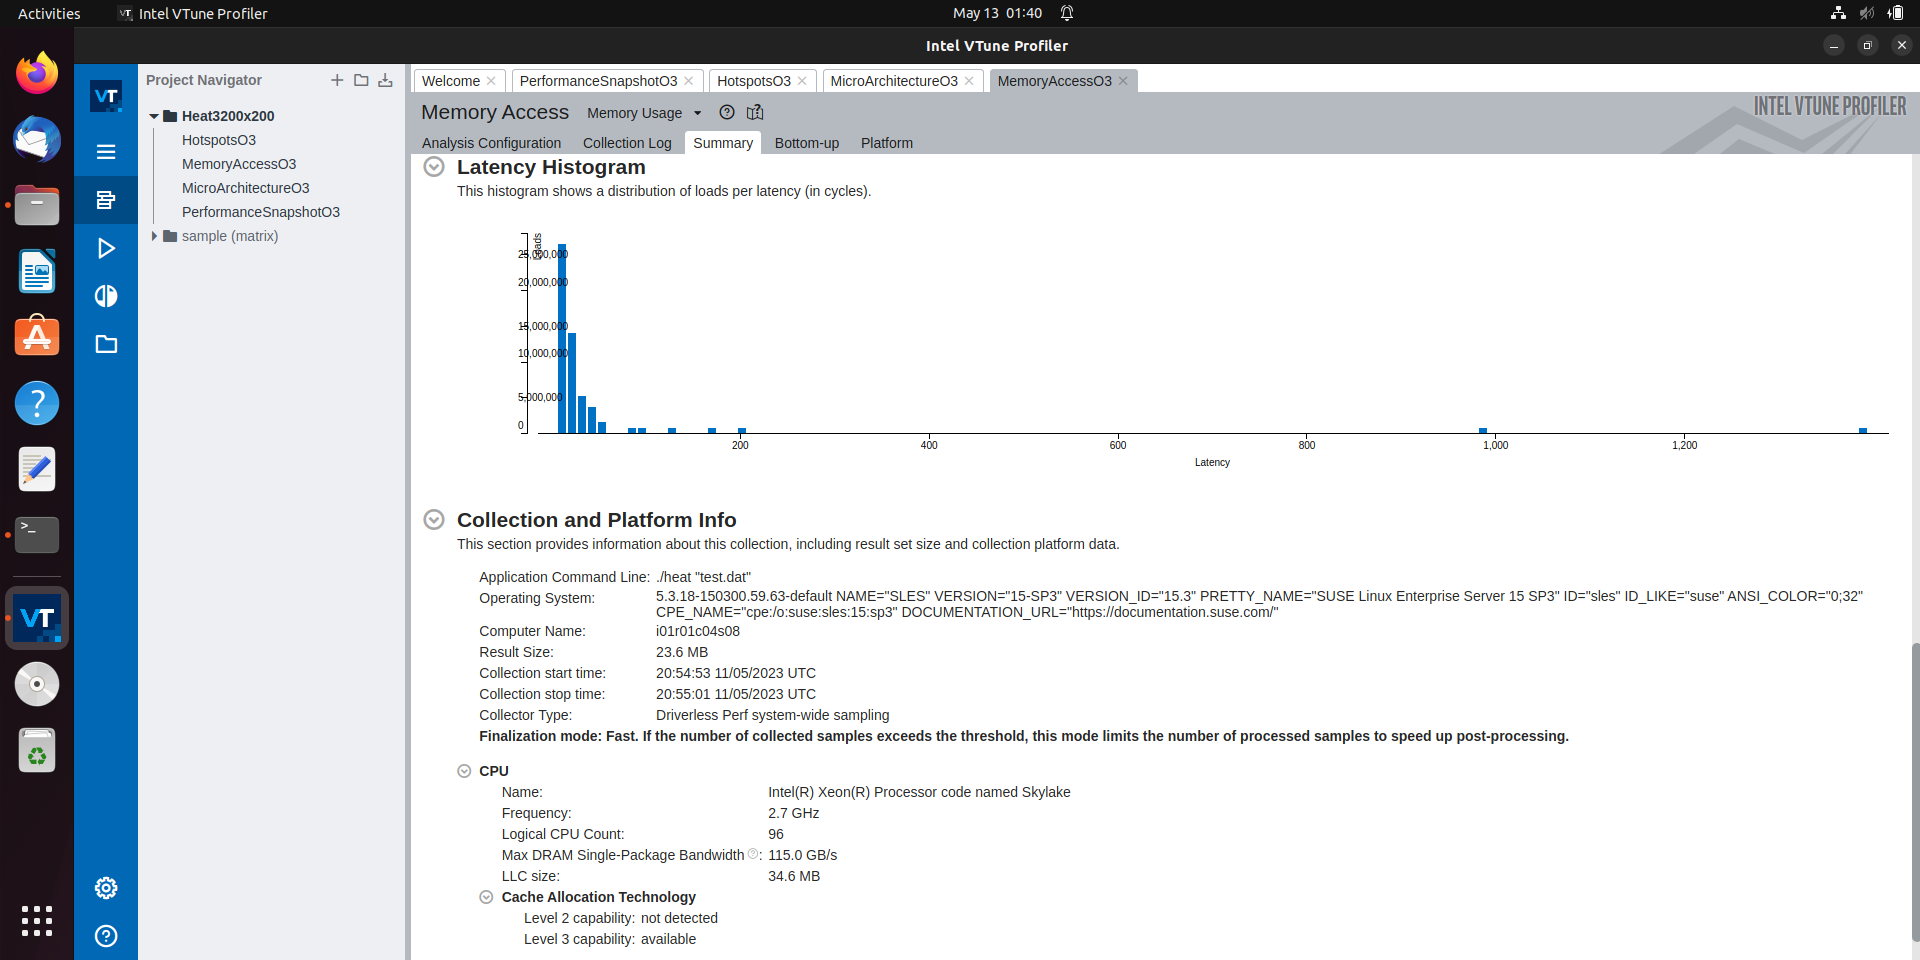 Activities
VT Intel VTune Profiler
May 13 01:40
Intel VTune Profiler
VT
Project Navigator
Heat3200x200
HotspotsO3
MemoryAccessO3
MicroArchitectureO3
PerformanceSnapshotO3
sample (matrix)
Welcome
PerformanceSnapshotO3
HotspotsO3
MicroArchitectureO3
MemoryAccessO3
Memory Access
Memory Usage
INTEL VTUNE PROFILER
Analysis Configuration
Collection Log
Summary
Bottom-up
Platform
Latency Histogram
This histogram shows a distribution of loads per latency (in cycles).
Loads
25,000,000
20,000,000
15,000,000
10,000,000
5,000,000
0
200 400 600 800 1,000 1,200
Latency
Collection and Platform Info
This section provides information about this collection, including result set size and collection platform data.
Application Command Line: ./heat "test.dat"
Operating System: 5.3.18-150300.59.63-default NAME="SLES" VERSION="15-SP3" VERSION_ID="15.3" PRETTY_NAME="SUSE Linux Enterprise Server 15 SP3" ID="sles" ID_LIKE="suse" ANSI_COLOR="0;32"
CPE_NAME="cpe:/o:suse:sles:15:sp3" DOCUMENTATION_URL="https://documentation.suse.com/"
Computer Name: i01r01c04s08
Result Size: 23.6 MB
Collection start time: 20:54:53 11/05/2023 UTC
Collection stop time: 20:55:01 11/05/2023 UTC
Collector Type: Driverless Perf system-wide sampling
Finalization mode: Fast. If the number of collected samples exceeds the threshold, this mode limits the number of processed samples to speed up post-processing.
CPU
Name: Intel(R) Xeon(R) Processor code named Skylake
Frequency: 2.7 GHz
Logical CPU Count: 96
Max DRAM Single-Package Bandwidth : 115.0 GB/s
LLC size: 34.6 MB
Cache Allocation Technology
Level 2 capability: not detected
Level 3 capability: available
VT